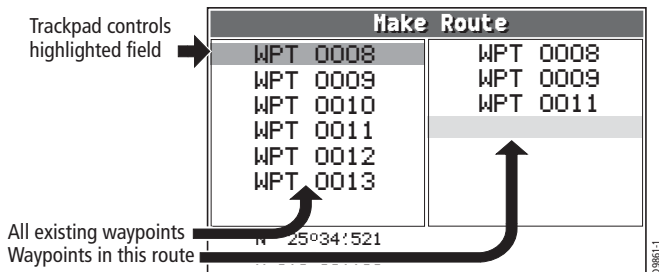 Trackpad controls
highlighted field
Make Route
WPT 0008
WPT 0009
WPT 0010
WPT 0011
WPT 0012
WPT 0013
WPT 0008
WPT 0009
WPT 0011
All existing waypoints
Waypoints in this route
N 25°34'.521
D9861-1